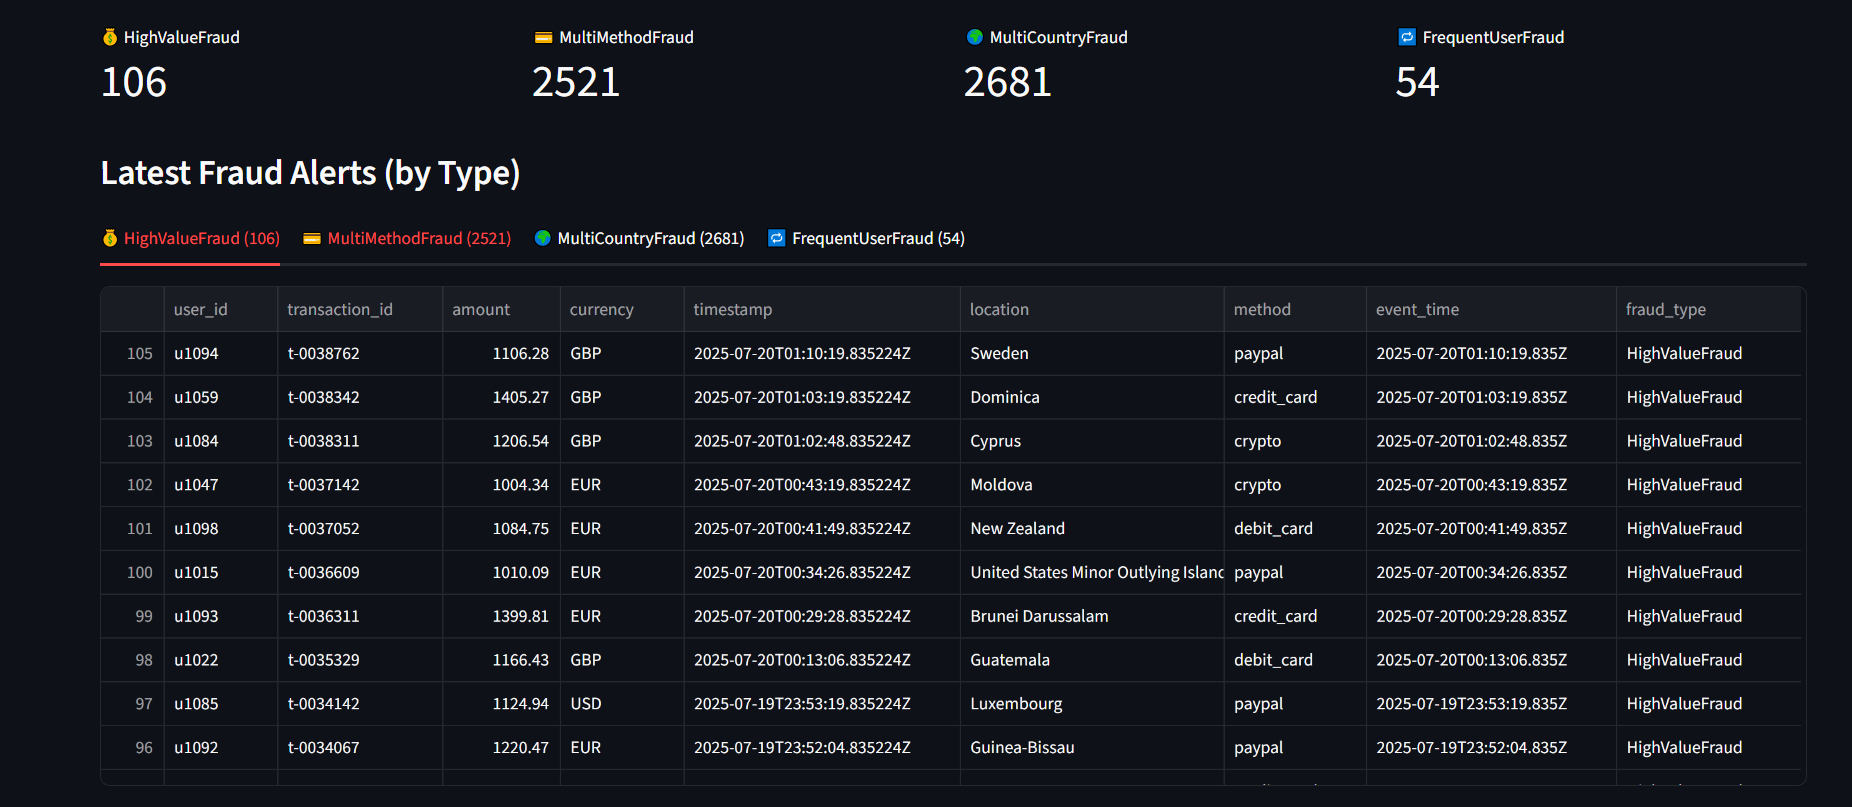 HighValueFraud MultiMethodFraud MultiCountryFraud FrequentUserFraud
106 2521 2681 54
Latest Fraud Alerts (by Type)
HighValueFraud (106) MultiMethodFraud (2521) MultiCountryFraud (2681) FrequentUserFraud (54)
user_id transaction_id amount currency timestamp location method event_time fraud_type
105 u1094 t-0038762 1106.28 GBP 2025-07-20T01:10:19.835224Z Sweden paypal 2025-07-20T01:10:19.835Z HighValueFraud
104 u1059 t-0038342 1405.27 GBP 2025-07-20T01:03:19.835224Z Dominica credit_card 2025-07-20T01:03:19.835Z HighValueFraud
103 u1084 t-0038311 1206.54 GBP 2025-07-20T01:02:48.835224Z Cyprus crypto 2025-07-20T01:02:48.835Z HighValueFraud
102 u1047 t-0037142 1004.34 EUR 2025-07-20T00:43:19.835224Z Moldova crypto 2025-07-20T00:43:19.835Z HighValueFraud
101 u1098 t-0037052 1084.75 EUR 2025-07-20T00:41:49.835224Z New Zealand debit_card 2025-07-20T00:41:49.835Z HighValueFraud
100 u1015 t-0036609 1010.09 EUR 2025-07-20T00:34:26.835224Z United States Minor Outlying Island paypal 2025-07-20T00:34:26.835Z HighValueFraud
99 u1093 t-0036311 1399.81 EUR 2025-07-20T00:29:28.835224Z Brunei Darussalam credit_card 2025-07-20T00:29:28.835Z HighValueFraud
98 u1022 t-0035329 1166.43 GBP 2025-07-20T00:13:06.835224Z Guatemala debit_card 2025-07-20T00:13:06.835Z HighValueFraud
97 u1085 t-0034142 1124.94 USD 2025-07-19T23:53:19.835224Z Luxembourg paypal 2025-07-19T23:53:19.835Z HighValueFraud
96 u1092 t-0034067 1220.47 EUR 2025-07-19T23:52:04.835224Z Guinea-Bissau paypal 2025-07-19T23:52:04.835Z HighValueFraud